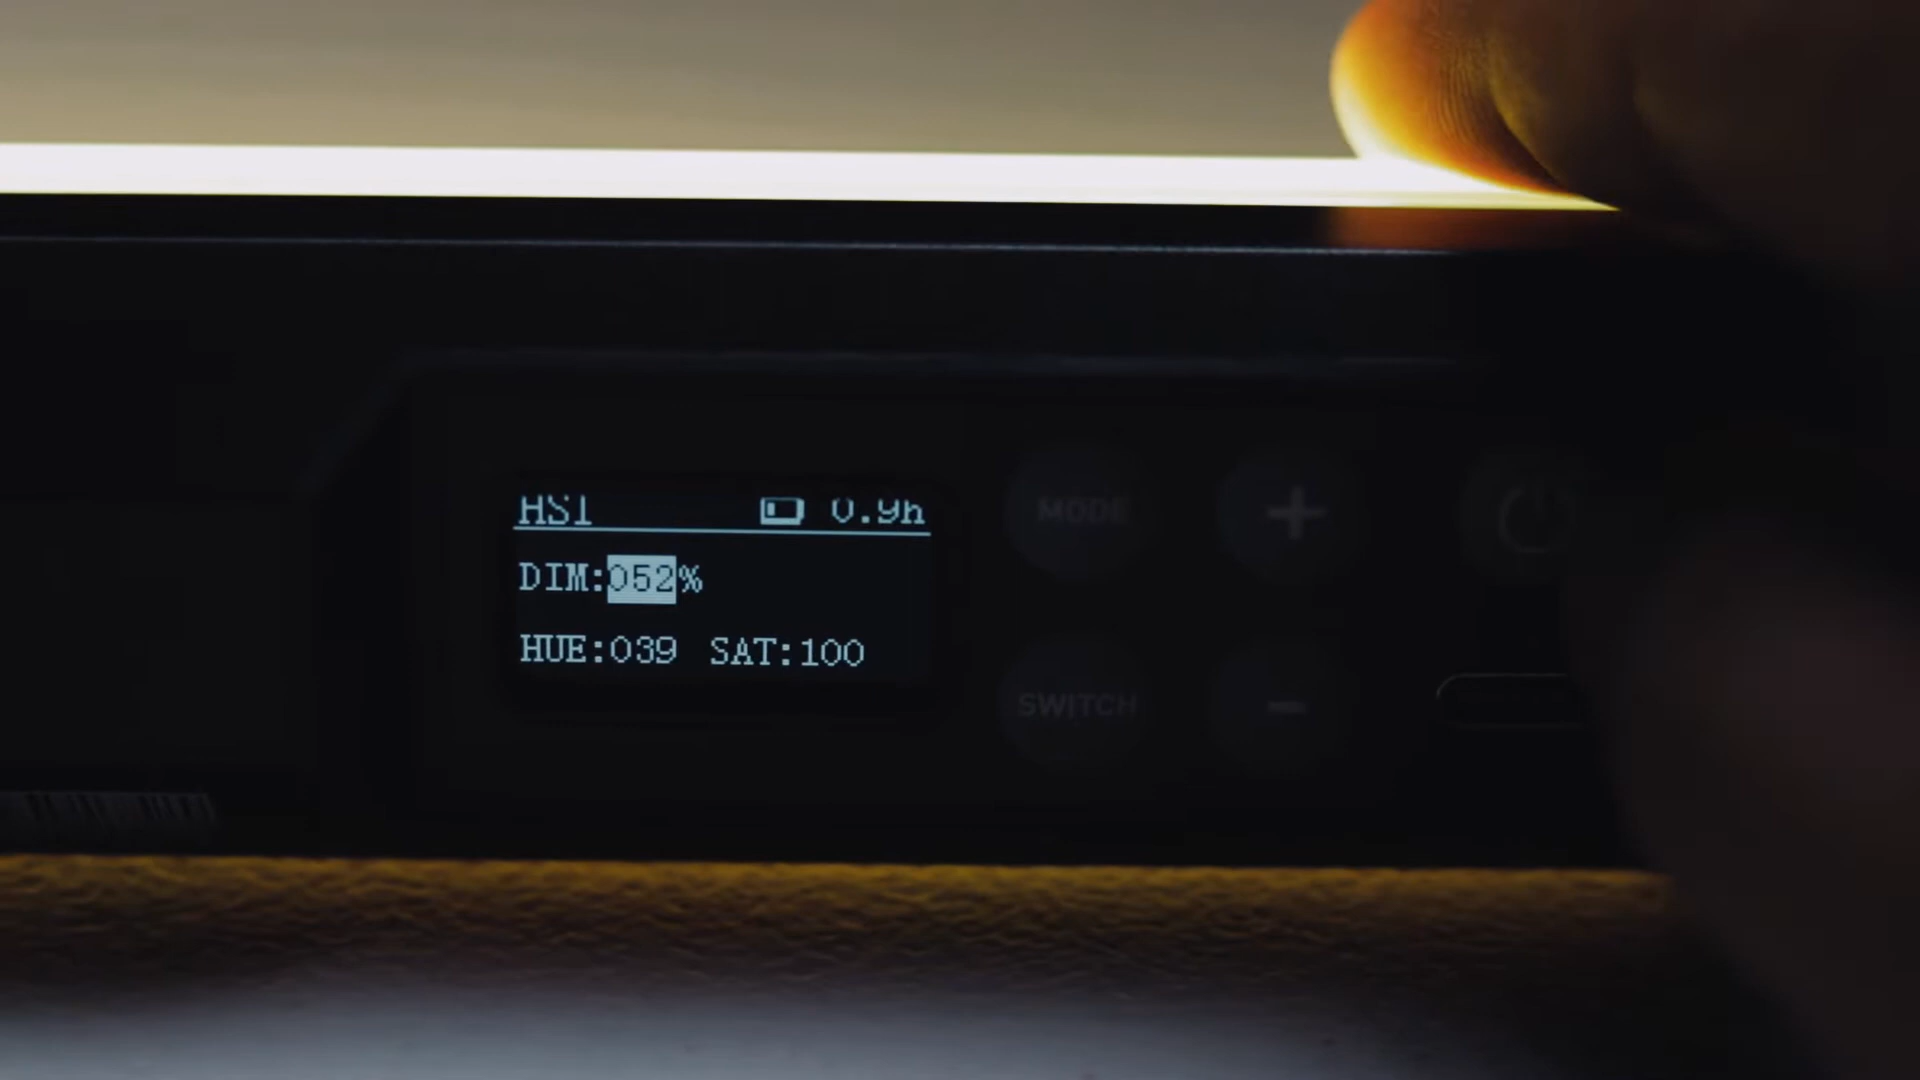 HSI 0.9h
DIM:052%
HUE:039 SAT:100
MODE +
SWITCH -